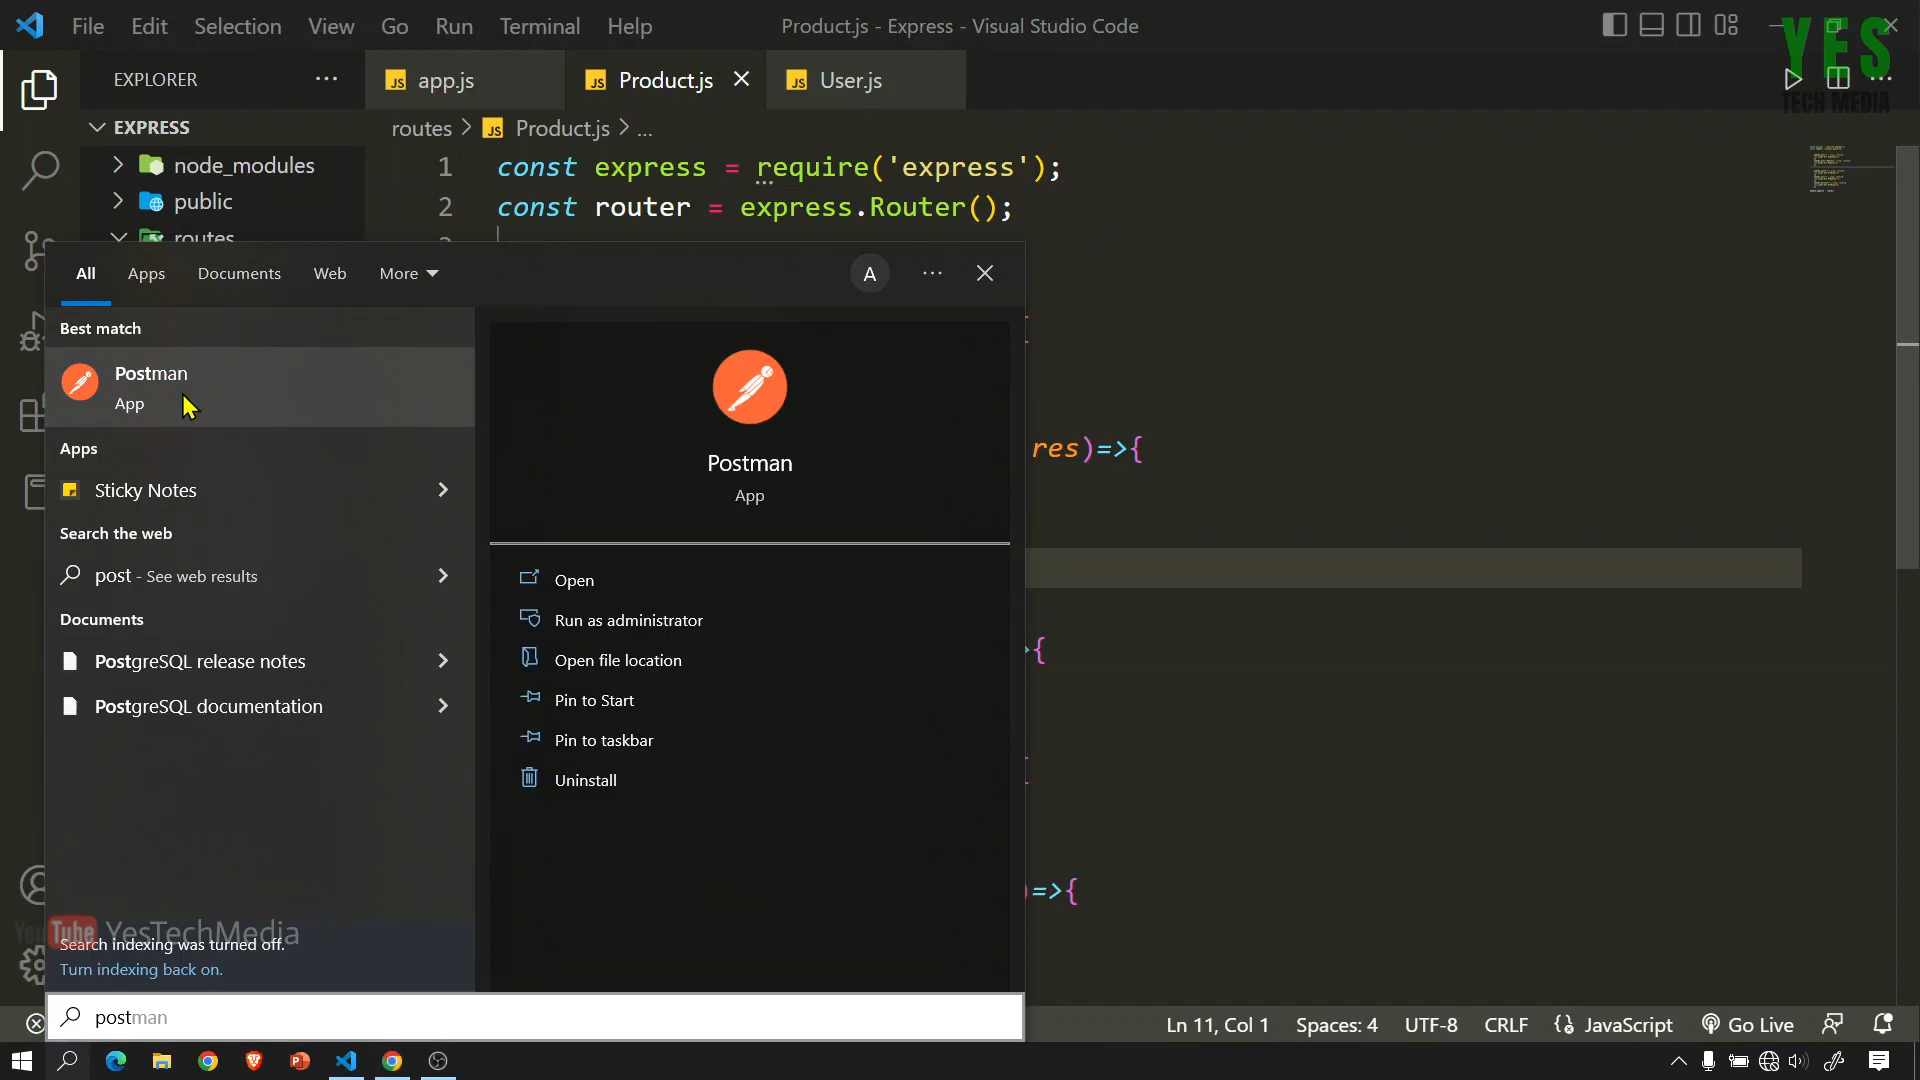 File Edit Selection View Go Run Terminal Help Product.js - Express - Visual Studio Code
YES
TECH MEDIA
EXPLORER
JS app.js JS Product.js JS User.js
EXPRESS
routes > JS Product.js > ...
node_modules
public
routes
1 const express = require('express');
2 const router = express.Router();
All Apps Documents Web More A
Best match
Postman
App
Apps
Sticky Notes
Search the web
post - See web results
Documents
PostgreSQL release notes
PostgreSQL documentation
Postman
App
Open
Run as administrator
Open file location
Pin to Start
Pin to taskbar
Uninstall
res)=>{
>{
)=>{
YouTube YesTechMedia
Search indexing was turned off.
Turn indexing back on.
postman
Ln 11, Col 1 Spaces: 4 UTF-8 CRLF {} JavaScript Go Live